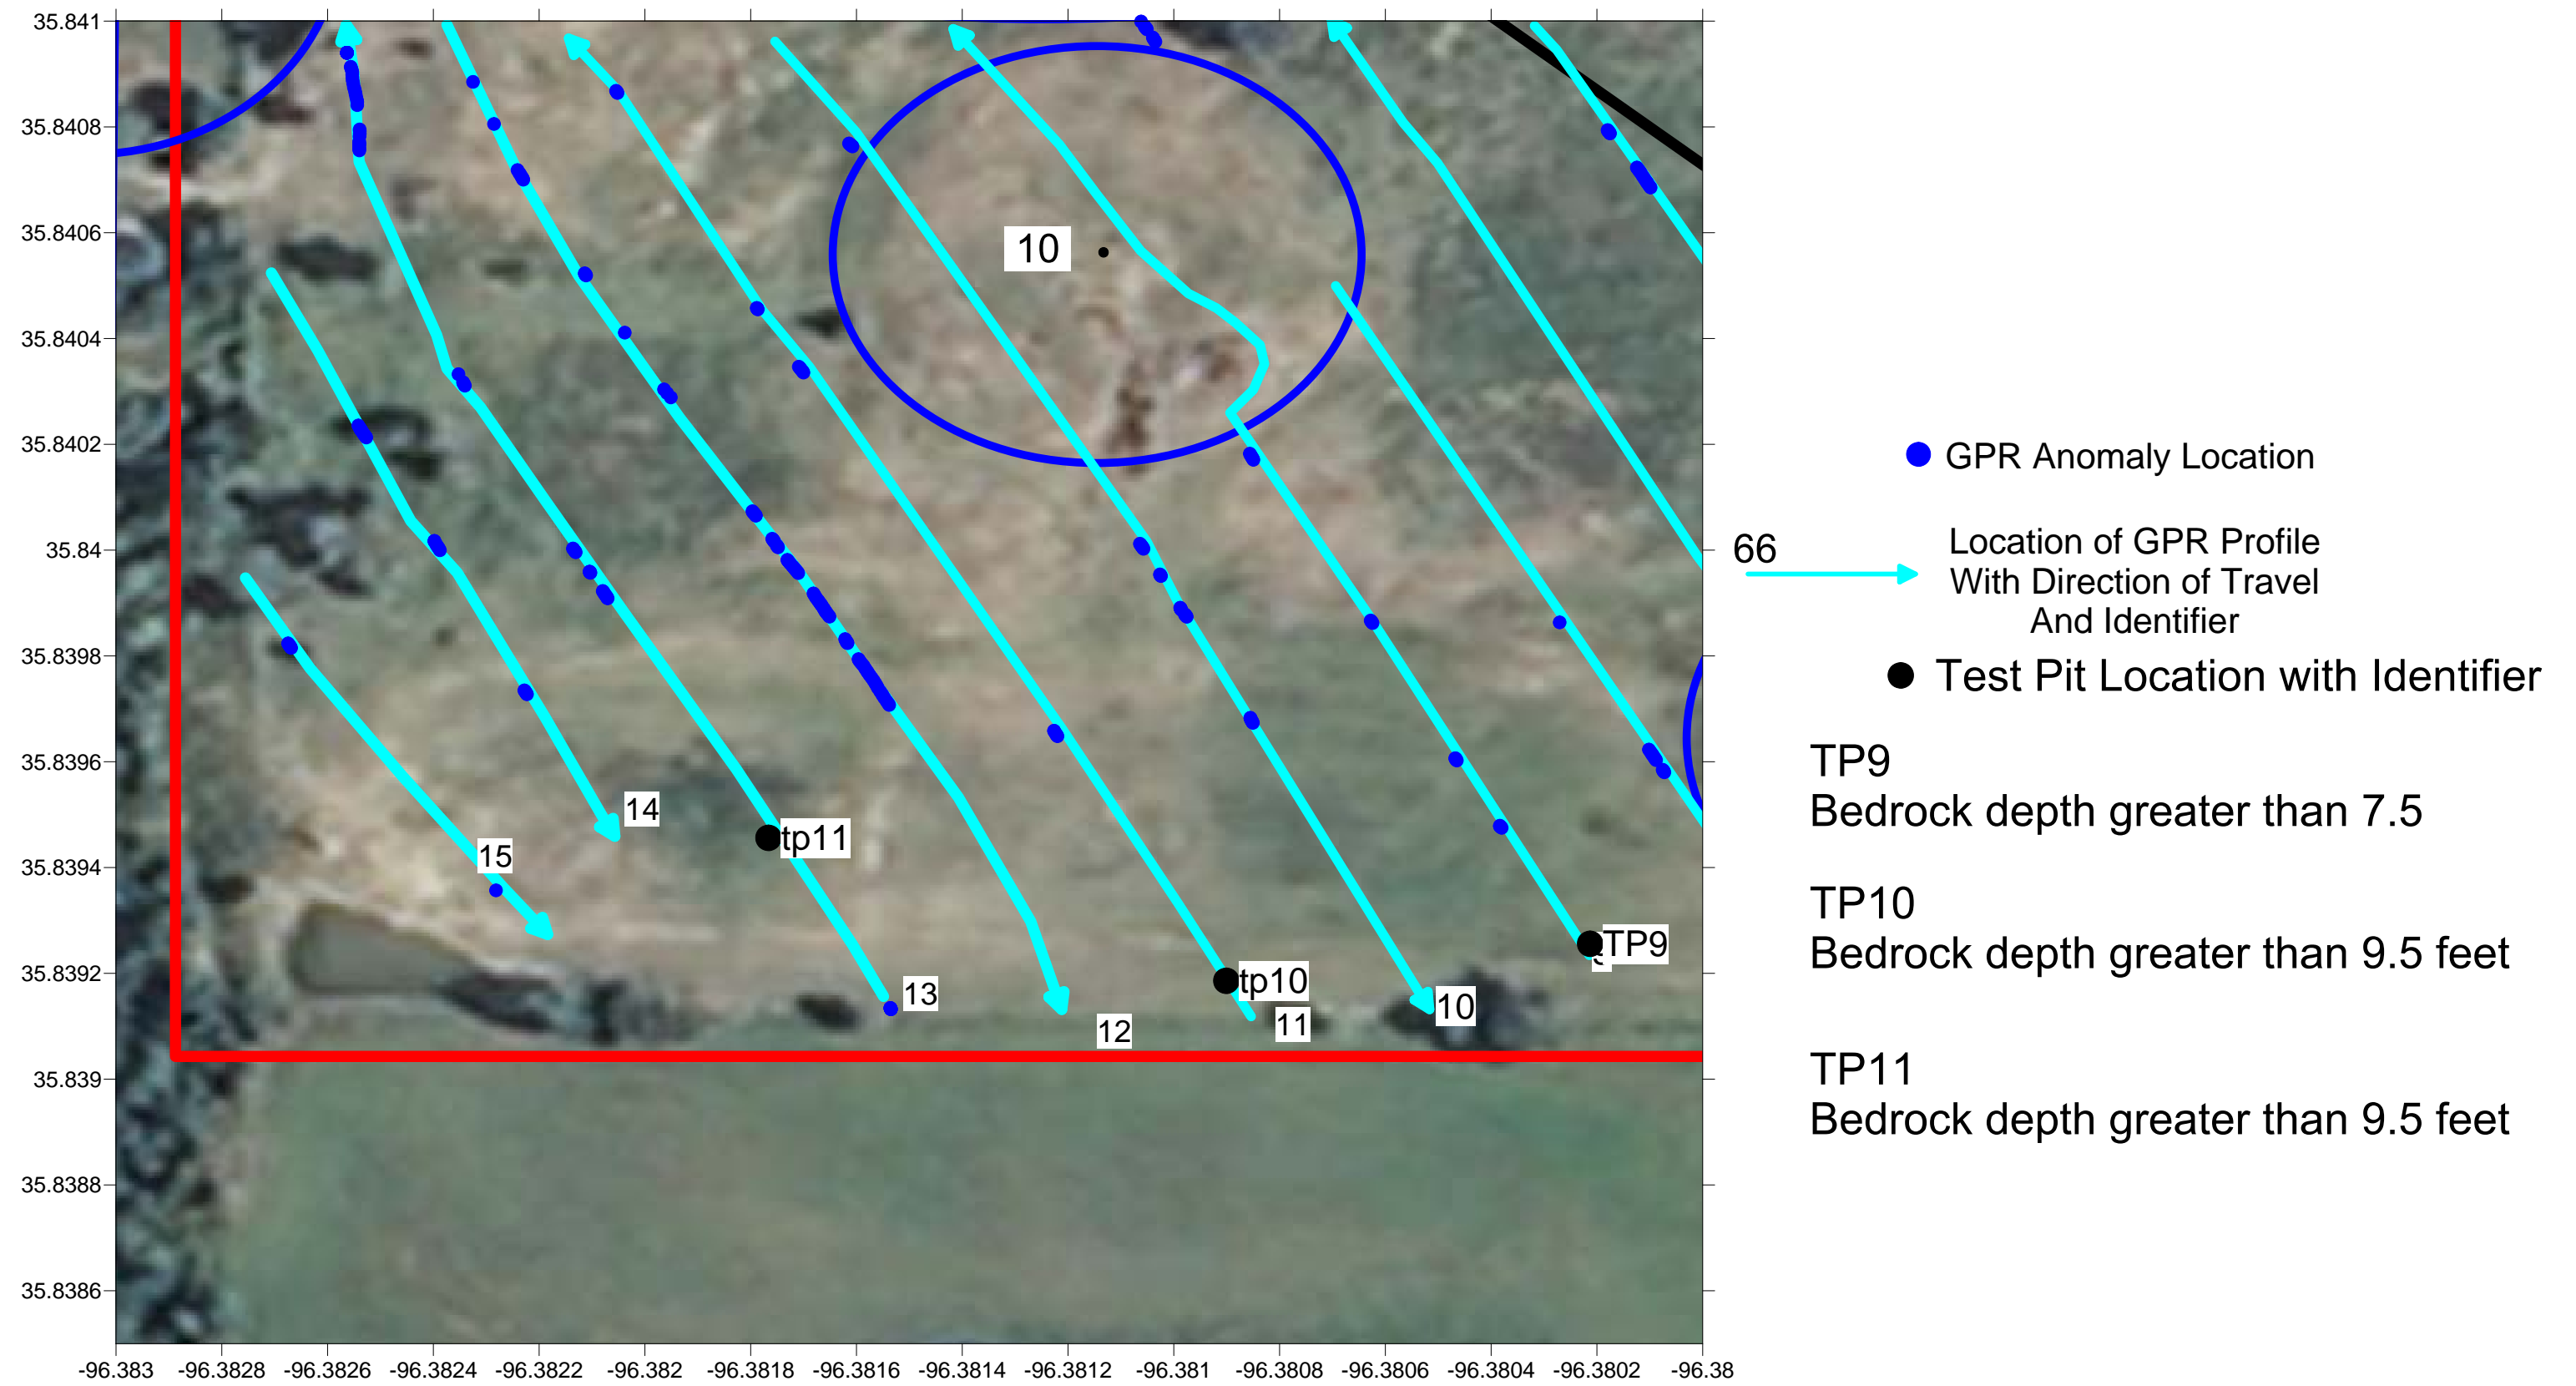 35.841
35.8408
35.8406
35.8404
35.8402
35.84
35.8398
35.8396
35.8394
35.8392
35.839
35.8388
35.8386
-96.383
-96.3828
-96.3826
-96.3824
-96.3822
-96.382
-96.3818
-96.3816
-96.3814
-96.3812
-96.381
-96.3808
-96.3806
-96.3804
-96.3802
-96.38
10
14
15
tp11
13
12
tp10
11
10
TP9
GPR Anomaly Location
66
Location of GPR Profile
With Direction of Travel
And Identifier
Test Pit Location with Identifier
TP9
Bedrock depth greater than 7.5
TP10
Bedrock depth greater than 9.5 feet
TP11
Bedrock depth greater than 9.5 feet